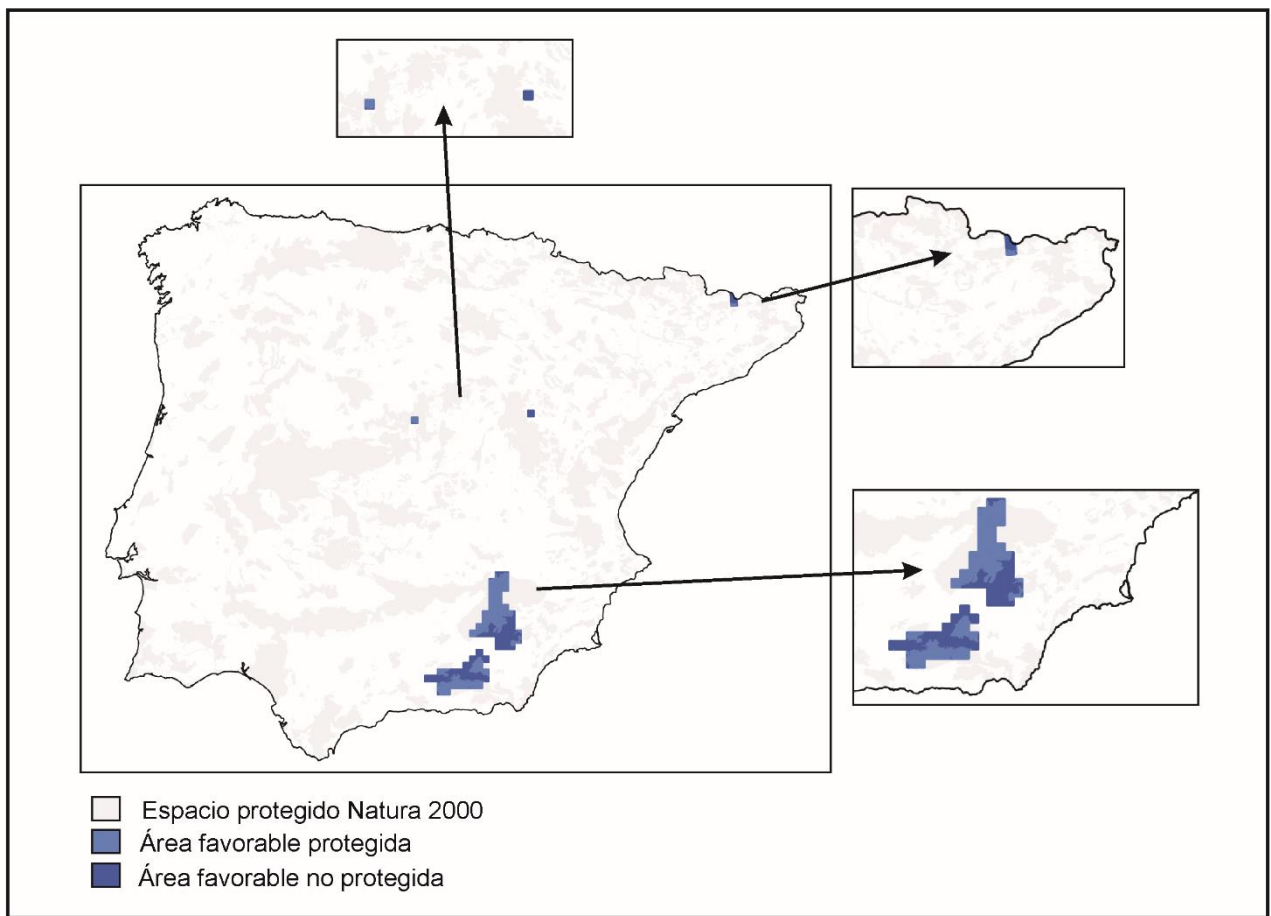 Espacio protegido Natura 2000
Área favorable protegida
Área favorable no protegida